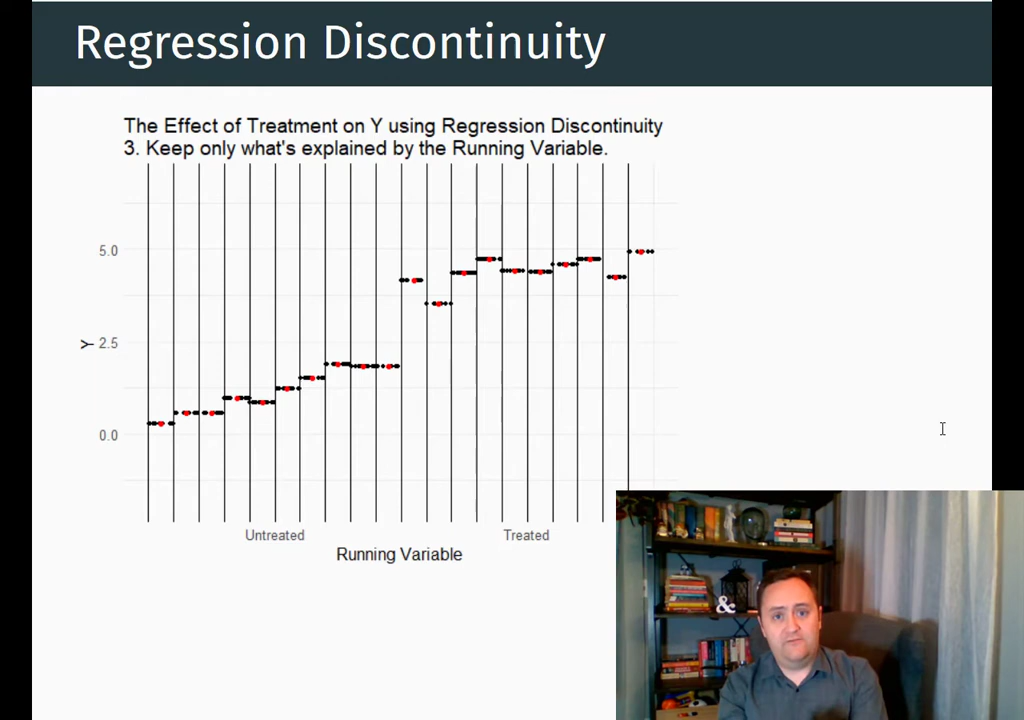 Regression Discontinuity
The Effect of Treatment on Y using Regression Discontinuity
3. Keep only what's explained by the Running Variable.
5.0
2.5
0.0
Y
Untreated
Treated
Running Variable
&